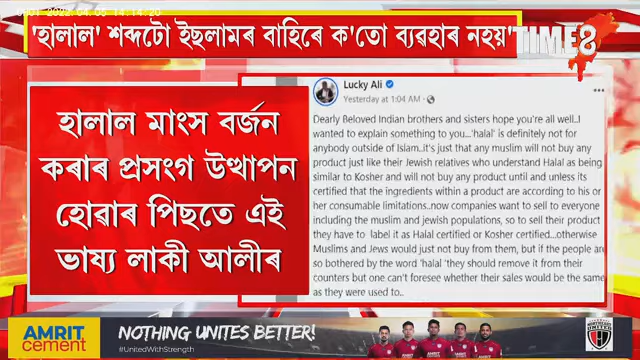 2022.04.05 14:14:20
'হালাল' শব্দটো ইছলামৰ বাহিৰে ক'তো ব্যৱহাৰ নহয়'
TIME8
হালাল মাংস বৰ্জন
কৰাৰ প্ৰসংগ উত্থাপন
হোৱাৰ পিছতে এই
ভাষ্য লাকী আলীৰ
Lucky Ali
Yesterday at 1:04 AM
Dearly Beloved Indian brothers and sisters hope you're all well..I
wanted to explain something to you...'halal' is definitely not for
anybody outside of Islam..it's just that any muslim will not buy any
product just like their Jewish relatives who understand Halal as being
similar to Kosher and will not buy any product until and unless its
certified that the ingredients within a product are according to his or
her consumable limitations..now companies want to sell to everyone
including the muslim and jewish populations, so to sell their product
they have to label it as Halal certified or Kosher certified...otherwise
Muslims and Jews would just not buy from them, but if the people are
so bothered by the word 'halal 'they should remove it from their
counters but one can't foresee whether their sales would be the same
as they were used to..
AMRIT
cement
NOTHING UNITES BETTER!
#UnitedWithStrength